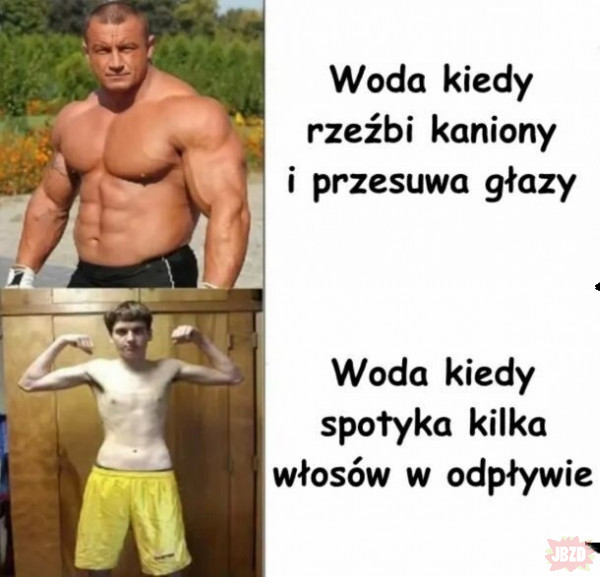 Woda kiedy
rzeźbi kaniony
i przesuwa głazy
Woda kiedy
spotyka kilka
włosów w odpływie
JBZD